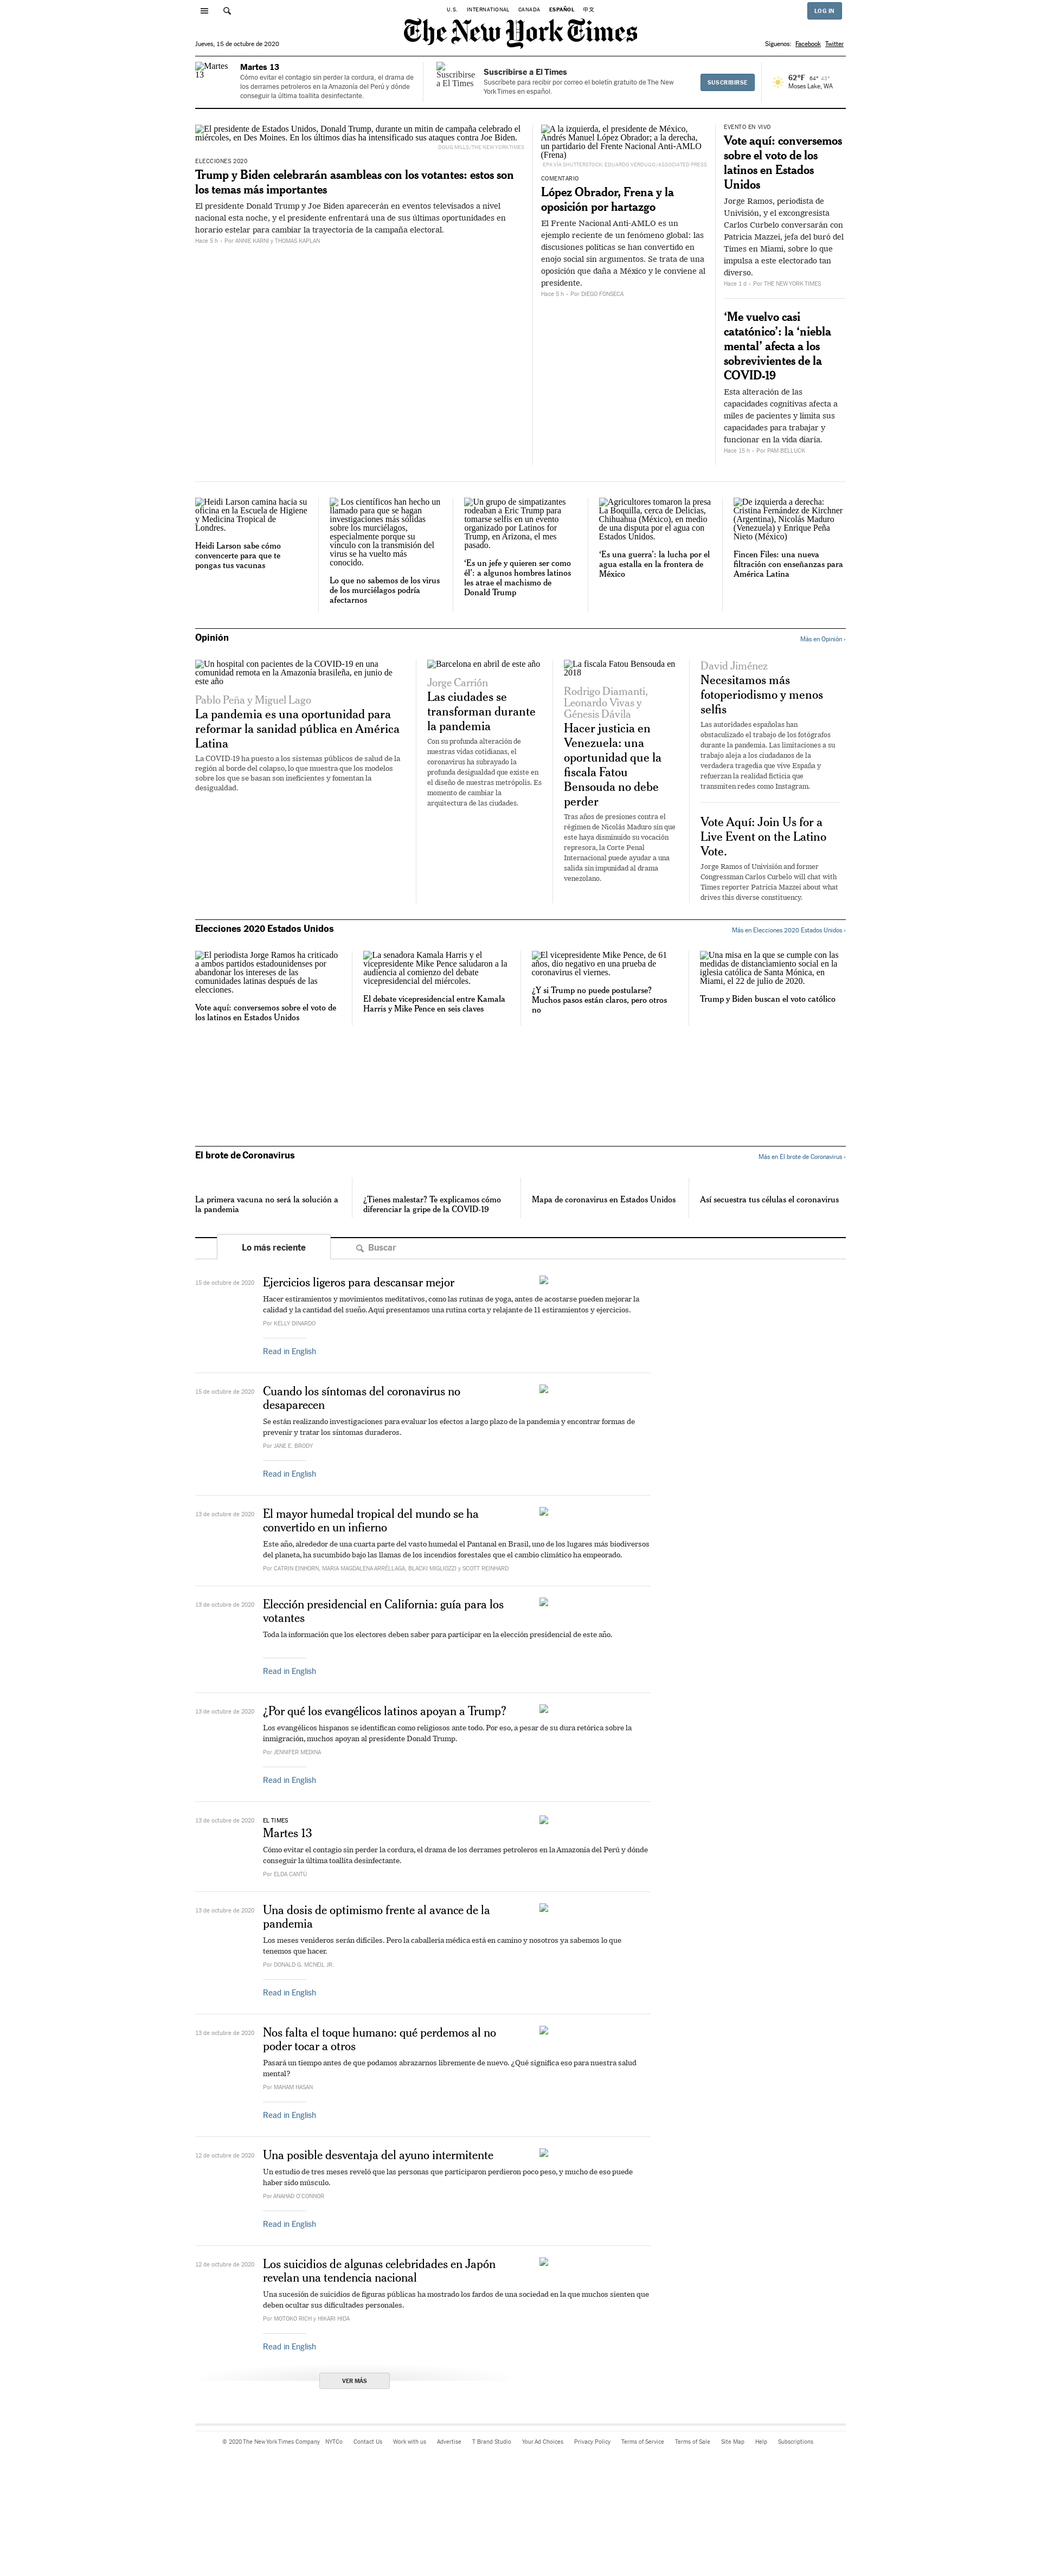 U.S. INTERNATIONAL CANADA ESPAÑOL 中文
LOG IN
The New York Times
Jueves, 15 de octubre de 2020
Síguenos: Facebook Twitter
Martes 13
Martes 13
Cómo evitar el contagio sin perder la cordura, el drama de
los derrames petroleros en la Amazonía del Perú y dónde
conseguir la última toallita desinfectante.
Suscribirse
a El Times
Suscribirse a El Times
Suscríbete para recibir por correo el boletín gratuito de The New
York Times en español.
SUSCRIBIRSE
62°F 64° 41°
Moses Lake, WA
El presidente de Estados Unidos, Donald Trump, durante un mitin de campaña celebrado el
miércoles, en Des Moines. En los últimos días ha intensificado sus ataques contra Joe Biden.
DOUG MILLS/THE NEW YORK TIMES
ELECCIONES 2020
Trump y Biden celebrarán asambleas con los votantes: estos son
los temas más importantes
El presidente Donald Trump y Joe Biden aparecerán en eventos televisados a nivel
nacional esta noche, y el presidente enfrentará una de sus últimas oportunidades en
horario estelar para cambiar la trayectoria de la campaña electoral.
Hace 5 h • Por ANNIE KARNI y THOMAS KAPLAN
A la izquierda, el presidente de México,
Andrés Manuel López Obrador; a la derecha,
un partidario del Frente Nacional Anti-AMLO
(Frena)
EPA VÍA SHUTTERSTOCK; EDUARDO VERDUGO/ASSOCIATED PRESS
COMENTARIO
López Obrador, Frena y la
oposición por hartazgo
El Frente Nacional Anti-AMLO es un
ejemplo reciente de un fenómeno global: las
discusiones políticas se han convertido en
enojo social sin argumentos. Se trata de una
oposición que daña a México y le conviene al
presidente.
Hace 5 h • Por DIEGO FONSECA
EVENTO EN VIVO
Vote aquí: conversemos
sobre el voto de los
latinos en Estados
Unidos
Jorge Ramos, periodista de
Univisión, y el excongresista
Carlos Curbelo conversarán con
Patricia Mazzei, jefa del buró del
Times en Miami, sobre lo que
impulsa a este electorado tan
diverso.
Hace 1 d • Por THE NEW YORK TIMES
‘Me vuelvo casi
catatónico’: la ‘niebla
mental’ afecta a los
sobrevivientes de la
COVID-19
Esta alteración de las
capacidades cognitivas afecta a
miles de pacientes y limita sus
capacidades para trabajar y
funcionar en la vida diaria.
Hace 15 h • Por PAM BELLUCK
Heidi Larson camina hacia su
oficina en la Escuela de Higiene
y Medicina Tropical de
Londres.
Heidi Larson sabe cómo
convencerte para que te
pongas tus vacunas
Los científicos han hecho un
llamado para que se hagan
investigaciones más sólidas
sobre los murciélagos,
especialmente porque su
vínculo con la transmisión del
virus se ha vuelto más
conocido.
Lo que no sabemos de los virus
de los murciélagos podría
afectarnos
Un grupo de simpatizantes
rodeaban a Eric Trump para
tomarse selfis en un evento
organizado por Latinos for
Trump, en Arizona, el mes
pasado.
‘Es un jefe y quieren ser como
él’: a algunos hombres latinos
les atrae el machismo de
Donald Trump
Agricultores tomaron la presa
La Boquilla, cerca de Delicias,
Chihuahua (México), en medio
de una disputa por el agua con
Estados Unidos.
‘Es una guerra’: la lucha por el
agua estalla en la frontera de
México
De izquierda a derecha:
Cristina Fernández de Kirchner
(Argentina), Nicolás Maduro
(Venezuela) y Enrique Peña
Nieto (México)
Fincen Files: una nueva
filtración con enseñanzas para
América Latina
Opinión
Más en Opinión ›
Un hospital con pacientes de la COVID-19 en una
comunidad remota en la Amazonía brasileña, en junio de
este año
Pablo Peña y Miguel Lago
La pandemia es una oportunidad para
reformar la sanidad pública en América
Latina
La COVID-19 ha puesto a los sistemas públicos de salud de la
región al borde del colapso, lo que muestra que los modelos
sobre los que se basan son ineficientes y fomentan la
desigualdad.
Barcelona en abril de este año
Jorge Carrión
Las ciudades se
transforman durante
la pandemia
Con su profunda alteración de
nuestras vidas cotidianas, el
coronavirus ha subrayado la
profunda desigualdad que existe en
el diseño de nuestras metrópolis. Es
momento de cambiar la
arquitectura de las ciudades.
La fiscala Fatou Bensouda en
2018
Rodrigo Diamanti,
Leonardo Vivas y
Génesis Dávila
Hacer justicia en
Venezuela: una
oportunidad que la
fiscala Fatou
Bensouda no debe
perder
Tras años de presiones contra el
régimen de Nicolás Maduro sin que
este haya disminuido su vocación
represora, la Corte Penal
Internacional puede ayudar a una
salida sin impunidad al drama
venezolano.
David Jiménez
Necesitamos más
fotoperiodismo y menos
selfis
Las autoridades españolas han
obstaculizado el trabajo de los fotógrafos
durante la pandemia. Las limitaciones a su
trabajo aleja a los ciudadanos de la
verdadera tragedia que vive España y
refuerzan la realidad ficticia que
transmiten redes como Instagram.
Vote Aquí: Join Us for a
Live Event on the Latino
Vote.
Jorge Ramos of Univisión and former
Congressman Carlos Curbelo will chat with
Times reporter Patricia Mazzei about what
drives this diverse constituency.
Elecciones 2020 Estados Unidos
Más en Elecciones 2020 Estados Unidos ›
El periodista Jorge Ramos ha criticado
a ambos partidos estadounidenses por
abandonar los intereses de las
comunidades latinas después de las
elecciones.
Vote aquí: conversemos sobre el voto de
los latinos en Estados Unidos
La senadora Kamala Harris y el
vicepresidente Mike Pence saludaron a la
audiencia al comienzo del debate
vicepresidencial del miércoles.
El debate vicepresidencial entre Kamala
Harris y Mike Pence en seis claves
El vicepresidente Mike Pence, de 61
años, dio negativo en una prueba de
coronavirus el viernes.
¿Y si Trump no puede postularse?
Muchos pasos están claros, pero otros
no
Una misa en la que se cumple con las
medidas de distanciamiento social en la
iglesia católica de Santa Mónica, en
Miami, el 22 de julio de 2020.
Trump y Biden buscan el voto católico
El brote de Coronavirus
Más en El brote de Coronavirus ›
La primera vacuna no será la solución a
la pandemia
¿Tienes malestar? Te explicamos cómo
diferenciar la gripe de la COVID-19
Mapa de coronavirus en Estados Unidos
Así secuestra tus células el coronavirus
Lo más reciente
Buscar
15 de octubre de 2020
Ejercicios ligeros para descansar mejor
Hacer estiramientos y movimientos meditativos, como las rutinas de yoga, antes de acostarse pueden mejorar la
calidad y la cantidad del sueño. Aquí presentamos una rutina corta y relajante de 11 estiramientos y ejercicios.
Por KELLY DINARDO
Read in English
15 de octubre de 2020
Cuando los síntomas del coronavirus no
desaparecen
Se están realizando investigaciones para evaluar los efectos a largo plazo de la pandemia y encontrar formas de
prevenir y tratar los síntomas duraderos.
Por JANE E. BRODY
Read in English
13 de octubre de 2020
El mayor humedal tropical del mundo se ha
convertido en un infierno
Este año, alrededor de una cuarta parte del vasto humedal el Pantanal en Brasil, uno de los lugares más biodiversos
del planeta, ha sucumbido bajo las llamas de los incendios forestales que el cambio climático ha empeorado.
Por CATRIN EINHORN, MARIA MAGDALENA ARRÉLLAGA, BLACKI MIGLIOZZI y SCOTT REINHARD
13 de octubre de 2020
Elección presidencial en California: guía para los
votantes
Toda la información que los electores deben saber para participar en la elección presidencial de este año.
Read in English
13 de octubre de 2020
¿Por qué los evangélicos latinos apoyan a Trump?
Los evangélicos hispanos se identifican como religiosos ante todo. Por eso, a pesar de su dura retórica sobre la
inmigración, muchos apoyan al presidente Donald Trump.
Por JENNIFER MEDINA
Read in English
13 de octubre de 2020
EL TIMES
Martes 13
Cómo evitar el contagio sin perder la cordura, el drama de los derrames petroleros en la Amazonía del Perú y dónde
conseguir la última toallita desinfectante.
Por ELDA CANTÚ
13 de octubre de 2020
Una dosis de optimismo frente al avance de la
pandemia
Los meses venideros serán difíciles. Pero la caballería médica está en camino y nosotros ya sabemos lo que
tenemos que hacer.
Por DONALD G. MCNEIL JR.
Read in English
13 de octubre de 2020
Nos falta el toque humano: qué perdemos al no
poder tocar a otros
Pasará un tiempo antes de que podamos abrazarnos libremente de nuevo. ¿Qué significa eso para nuestra salud
mental?
Por MAHAM HASAN
Read in English
12 de octubre de 2020
Una posible desventaja del ayuno intermitente
Un estudio de tres meses reveló que las personas que participaron perdieron poco peso, y mucho de eso puede
haber sido músculo.
Por ANAHAD O’CONNOR
Read in English
12 de octubre de 2020
Los suicidios de algunas celebridades en Japón
revelan una tendencia nacional
Una sucesión de suicidios de figuras públicas ha mostrado los fardos de una sociedad en la que muchos sienten que
deben ocultar sus dificultades personales.
Por MOTOKO RICH y HIKARI HIDA
Read in English
VER MÁS
© 2020 The New York Times Company NYTCo Contact Us Work with us Advertise T Brand Studio Your Ad Choices Privacy Policy Terms of Service Terms of Sale Site Map Help Subscriptions